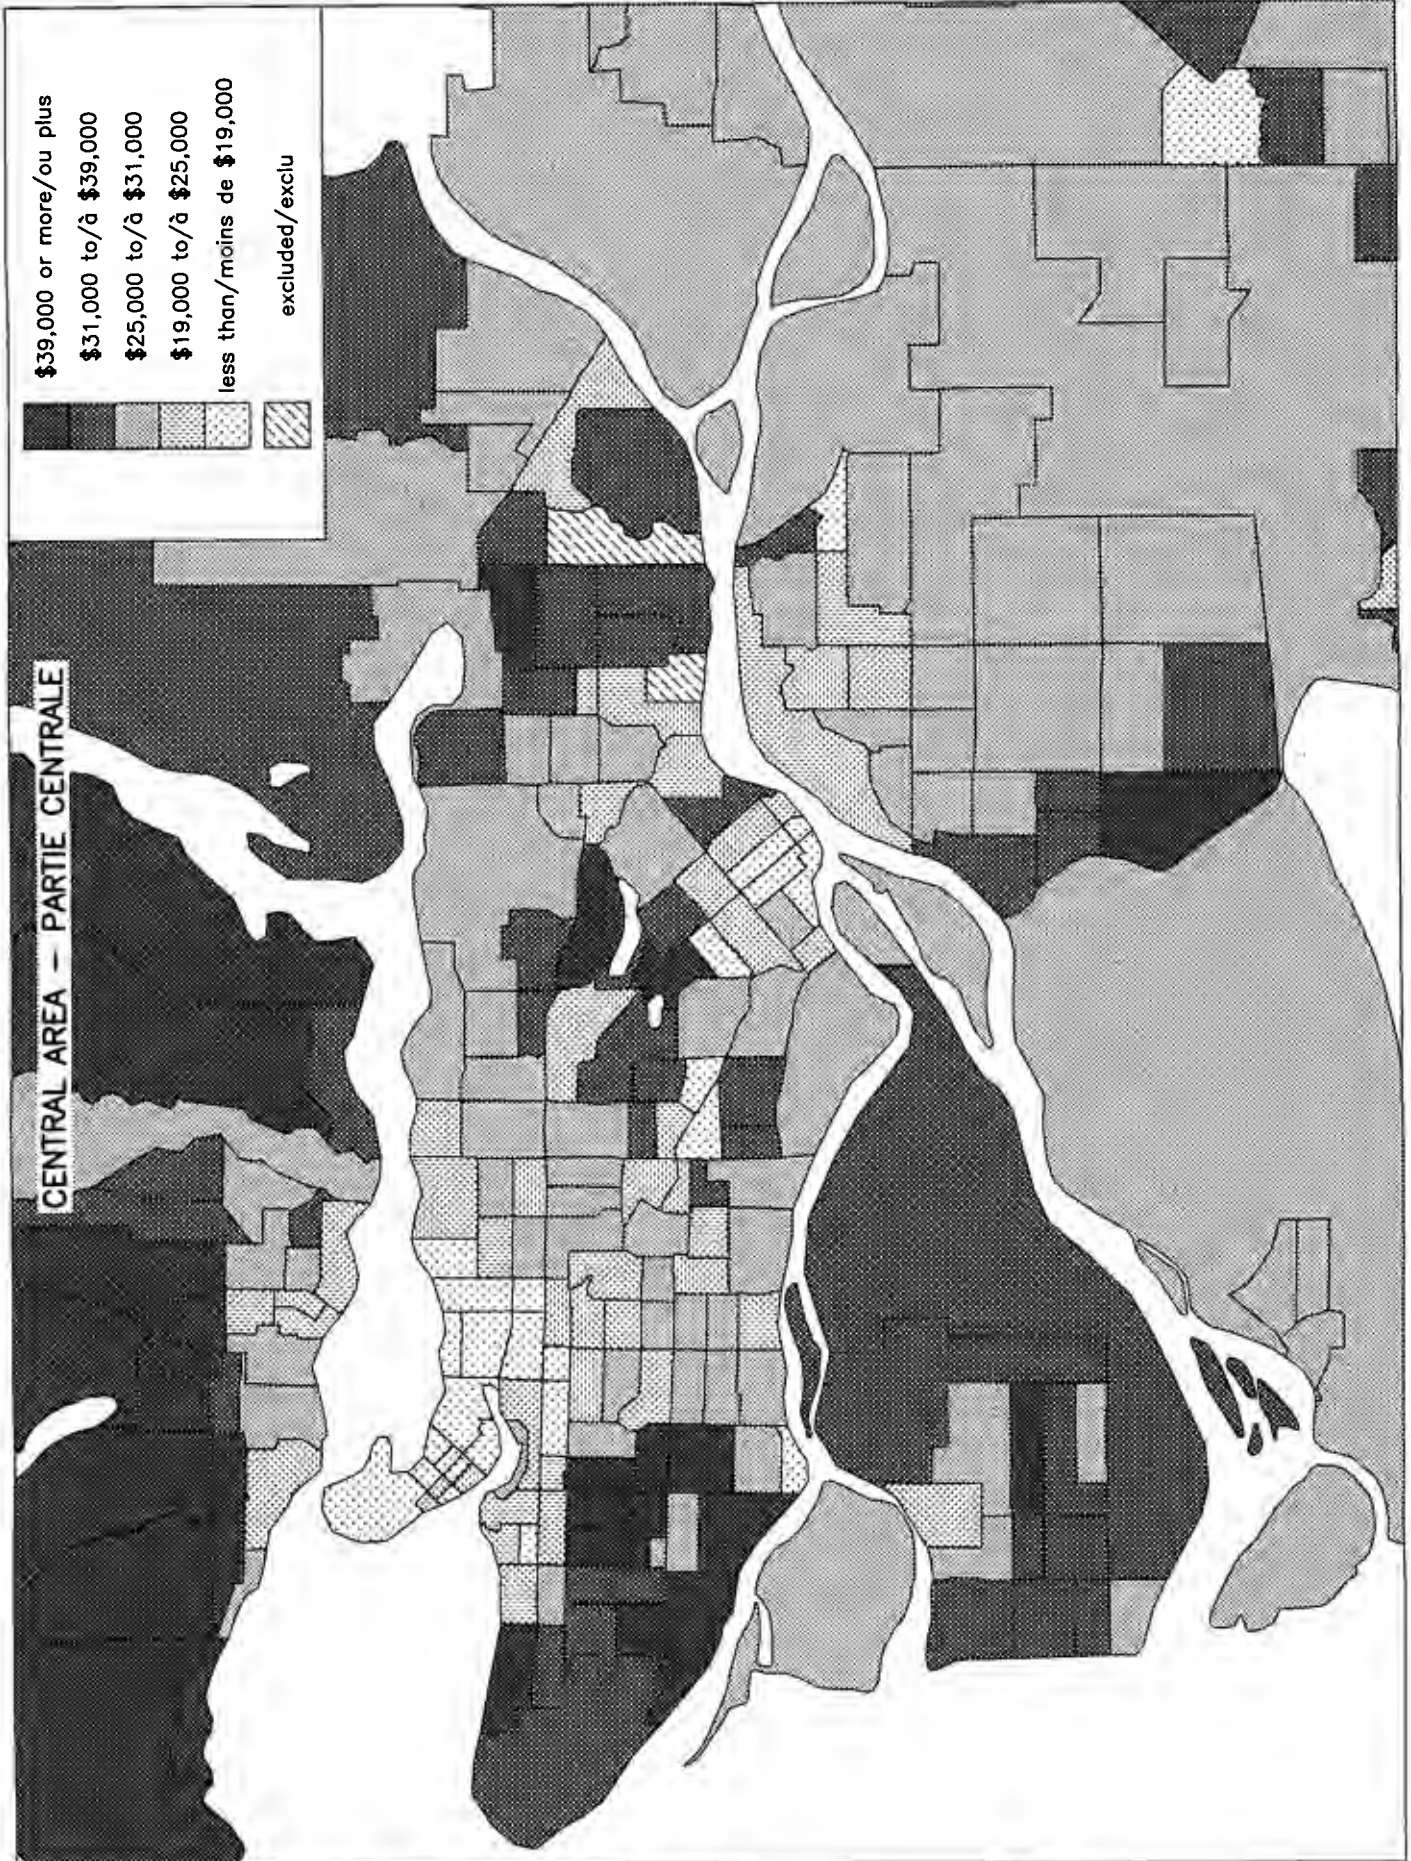 CENTRAL AREA – PARTIE CENTRALE
$39,000 or more/ou plus
$31,000 to/à $39,000
$25,000 to/à $31,000
$19,000 to/à $25,000
less than/moins de $19,000
excluded/exclu